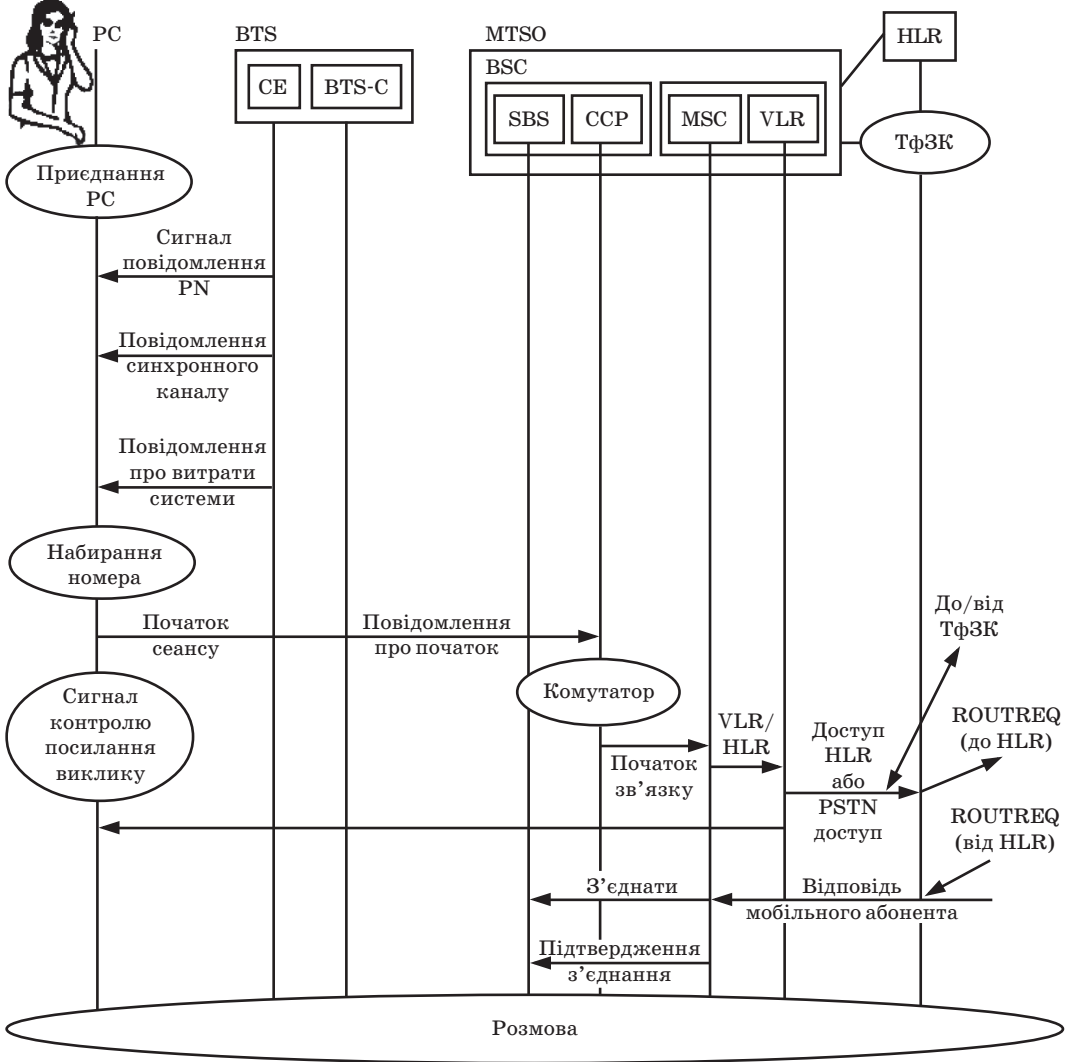 РС
BTS
MTSO
HLR
BSC
CE
BTS-C
SBS
CCP
MSC
VLR
ТфЗК
Приєднання
РС
Сигнал
повідомлення
PN
Повідомлення
синхронного
каналу
Повідомлення
про витрати
системи
Набирання
номера
До/від
ТфЗК
Початок
сеансу
Повідомлення
про початок
Сигнал
контролю
посилання
виклику
Комутатор
VLR/
HLR
Початок
зв’язку
Доступ
HLR
або
PSTN
доступ
ROUTREQ
(до HLR)
ROUTREQ
(від HLR)
З’єднати
Відповідь
мобільного абонента
Підтвердження
з’єднання
Розмова